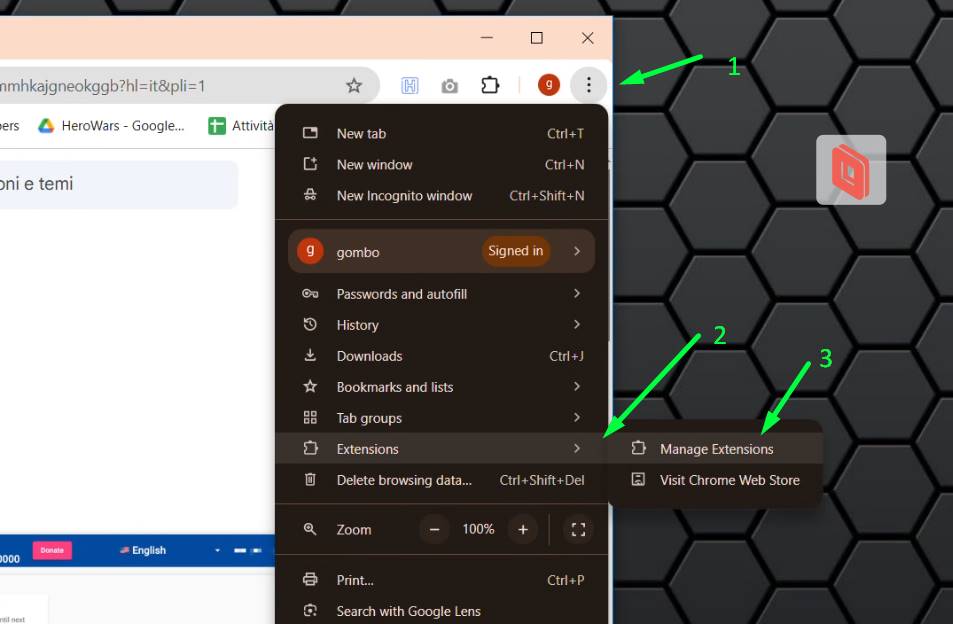 1
mmhkajgneokggb?hl=it&pli=1
g
pers
HeroWars - Google...
Attività
oni e temi
New tab Ctrl+T
New window Ctrl+N
New Incognito window Ctrl+Shift+N
g gombo Signed in
Passwords and autofill
History
2
Downloads Ctrl+J
3
Bookmarks and lists
Tab groups
Extensions
Manage Extensions
Delete browsing data... Ctrl+Shift+Del
Visit Chrome Web Store
Zoom − 100% +
0000
Donate
English
Print... Ctrl+P
Search with Google Lens
ntil next